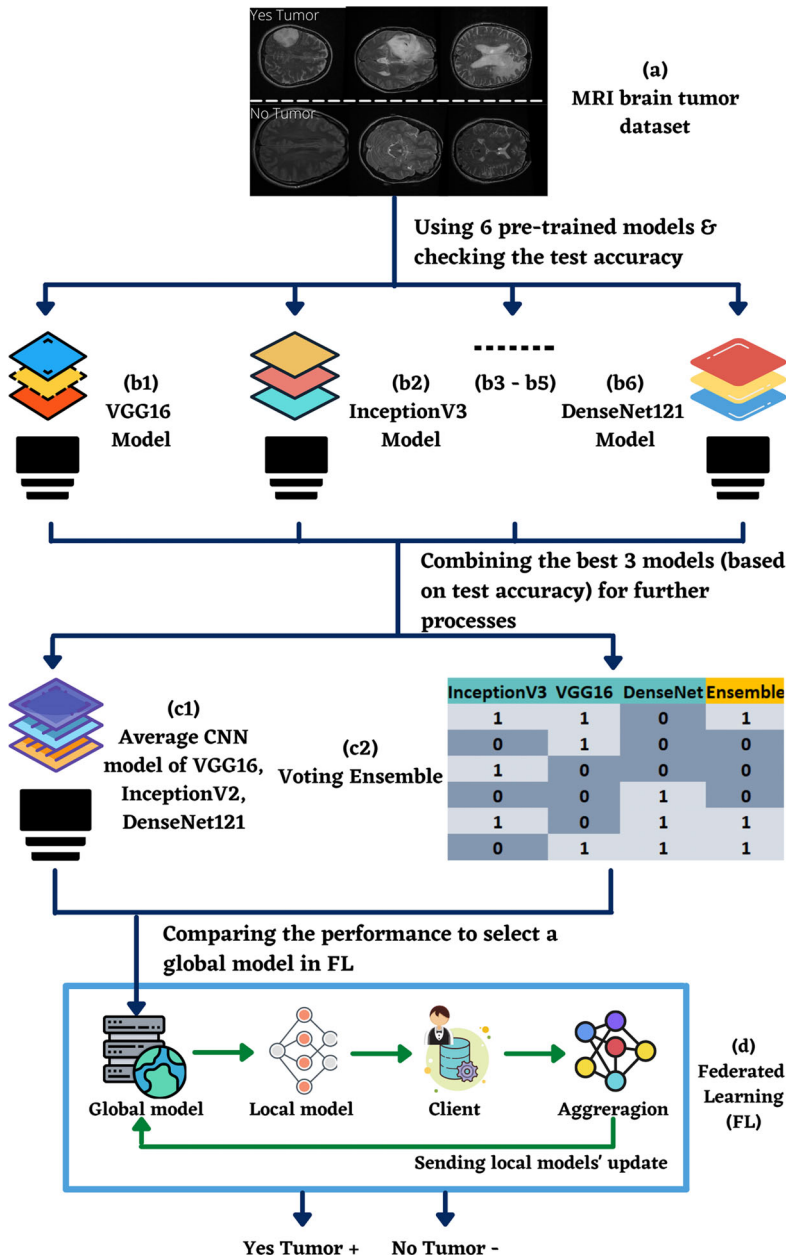 Yes Tumor
No Tumor
(a)
MRI brain tumor
dataset
Using 6 pre-trained models &
checking the test accuracy
(b1)
VGG16
Model
(b2)
InceptionV3
Model
(b3 - b5)
(b6)
DenseNet121
Model
Combining the best 3 models (based
on test accuracy) for further
processes
(c1)
Average CNN
model of VGG16,
InceptionV2,
DenseNet121
(c2)
Voting Ensemble
InceptionV3 VGG16 DenseNet Ensemble
1 1 0 1
0 1 0 0
1 0 0 0
0 0 1 0
1 0 1 1
0 1 1 1
Comparing the performance to select a
global model in FL
Global model Local model Client Aggreragion
Sending local models' update
(d)
Federated
Learning
(FL)
Yes Tumor + No Tumor -